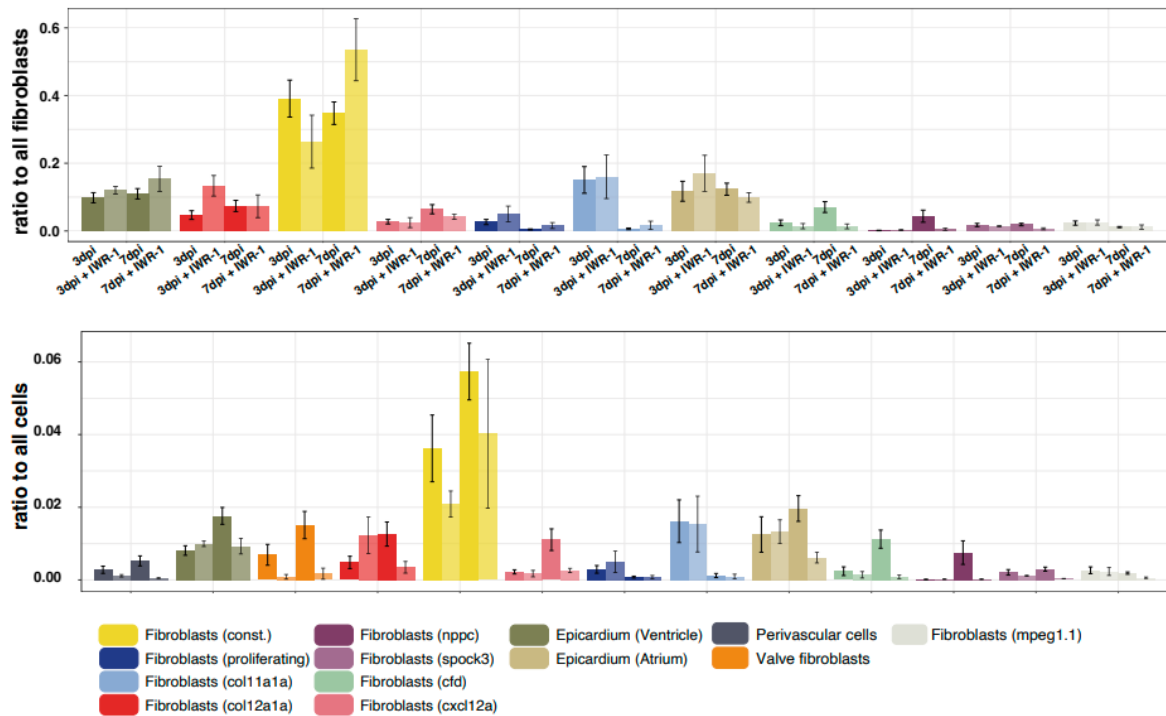 ratio to all fibroblasts
0.6
0.4
0.2
0.0
3dpi 3dpi + IWR-1 7dpi 7dpi + IWR-1 3dpi 3dpi + IWR-1 7dpi 7dpi + IWR-1 3dpi 3dpi + IWR-1 7dpi 7dpi + IWR-1 3dpi 3dpi + IWR-1 7dpi 7dpi + IWR-1 3dpi 3dpi + IWR-1 7dpi 7dpi + IWR-1 3dpi 3dpi + IWR-1 7dpi 7dpi + IWR-1 3dpi 3dpi + IWR-1 7dpi 7dpi + IWR-1 3dpi 3dpi + IWR-1 7dpi 7dpi + IWR-1 3dpi 3dpi + IWR-1 7dpi 7dpi + IWR-1 3dpi 3dpi + IWR-1 7dpi 7dpi + IWR-1 3dpi 3dpi + IWR-1 7dpi 7dpi + IWR-1
ratio to all cells
0.06
0.04
0.02
0.00
Fibroblasts (const.) Fibroblasts (nppc) Epicardium (Ventricle) Perivascular cells Fibroblasts (mpeg1.1)
Fibroblasts (proliferating) Fibroblasts (spock3) Epicardium (Atrium) Valve fibroblasts
Fibroblasts (col11a1a) Fibroblasts (cfd)
Fibroblasts (col12a1a) Fibroblasts (cxcl12a)